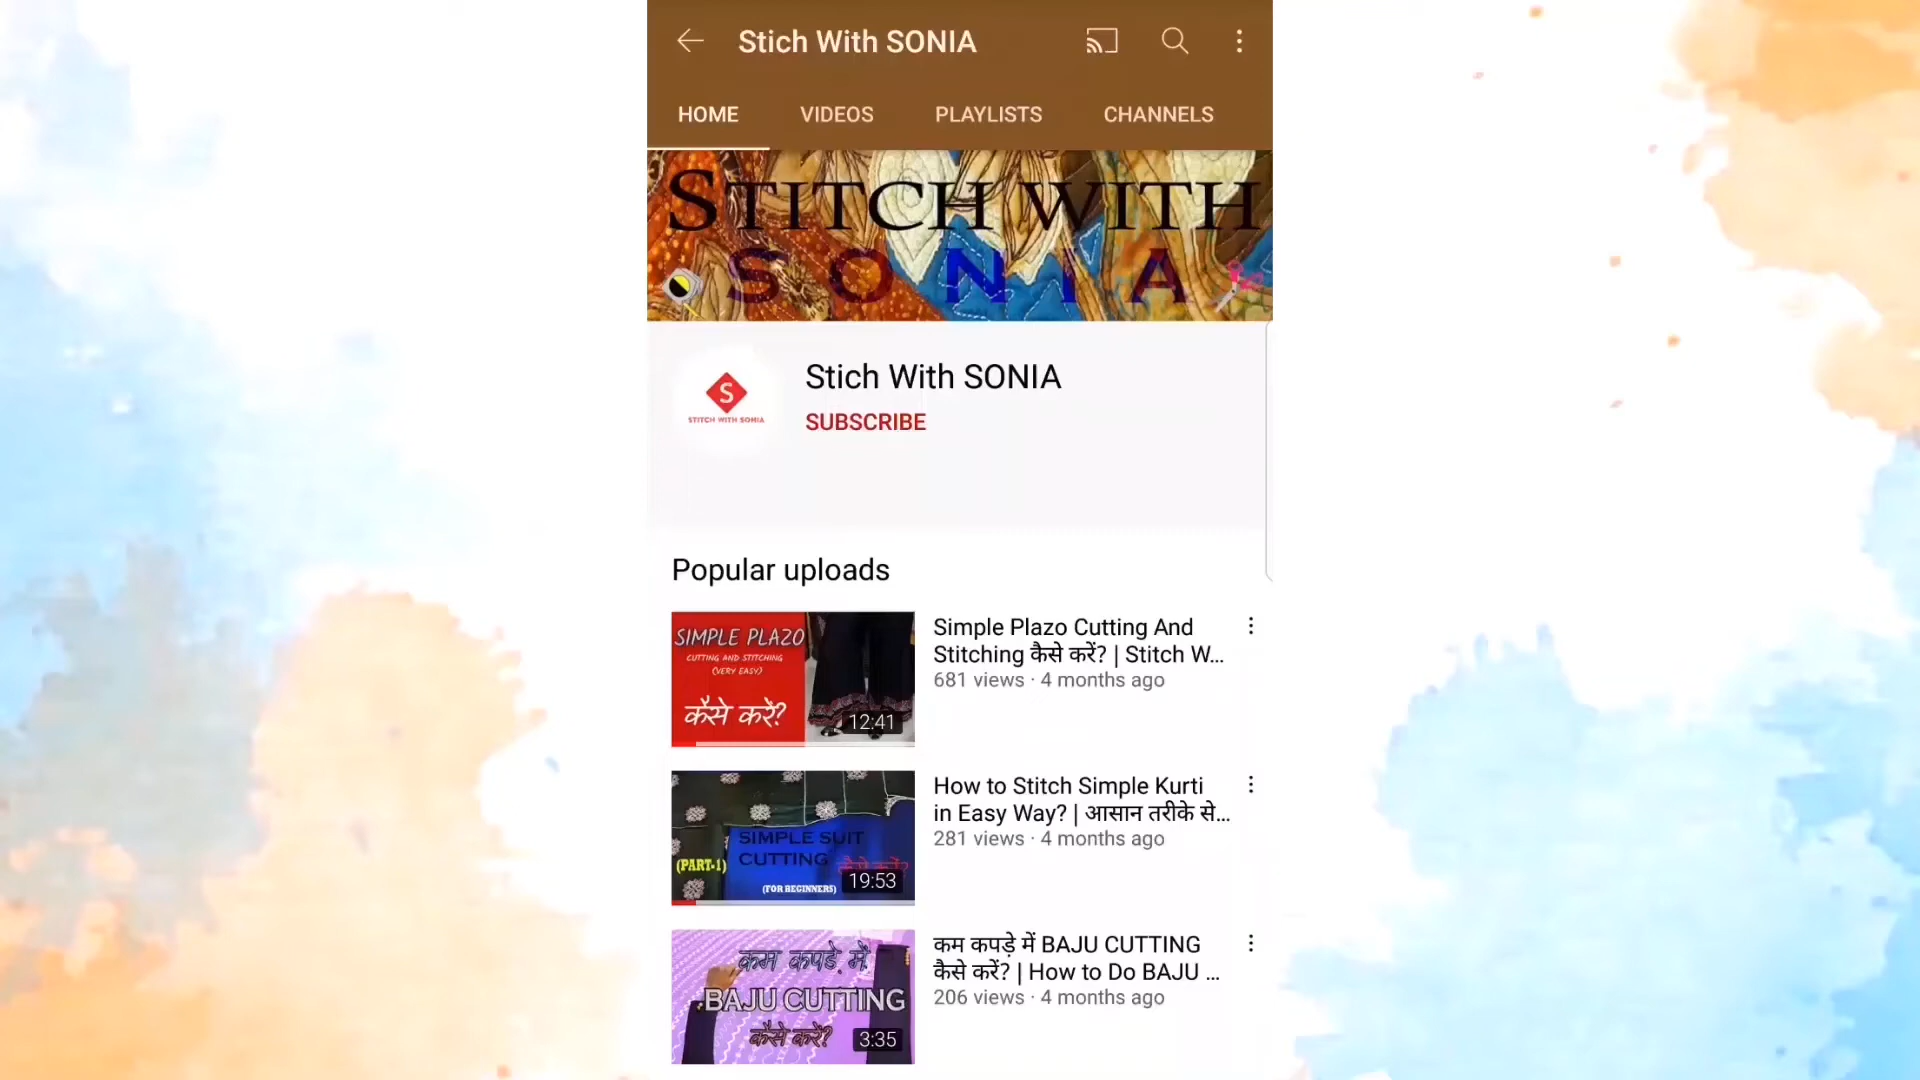 Stich With SONIA
HOME VIDEOS PLAYLISTS CHANNELS
STITCH WITH
SONIA
S
STITCH WITH SONIA
Stich With SONIA
SUBSCRIBE
Popular uploads
SIMPLE PLAZO
CUTTING AND STITCHING
(VERY EASY)
कैसे करें?
12:41
Simple Plazo Cutting And
Stitching कैसे करें? | Stitch W...
681 views · 4 months ago
SIMPLE SUIT
CUTTING
कैसे करें?
(PART-1)
(FOR BEGINNERS)
19:53
How to Stitch Simple Kurti
in Easy Way? | आसान तरीके से...
281 views · 4 months ago
कम कपडे में
BAJU CUTTING
कैसे करें?
3:35
कम कपड़े में BAJU CUTTING
कैसे करें? | How to Do BAJU ...
206 views · 4 months ago